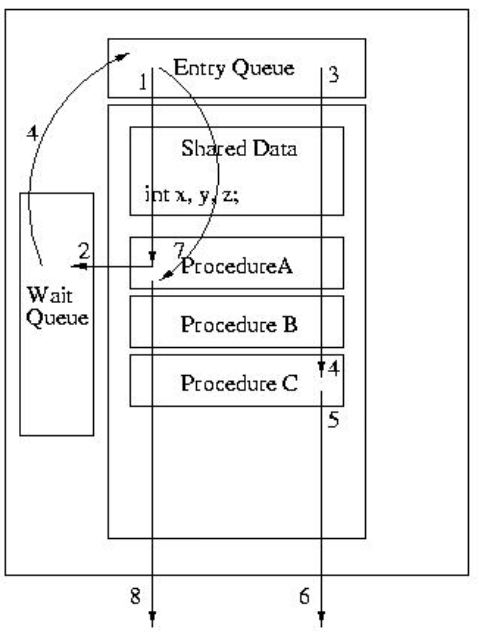 Entry Queue
1
3
4
Shared Data
int x, y, z;
2
7
ProcedureA
Wait
Queue
Procedure B
4
Procedure C
5
8
6